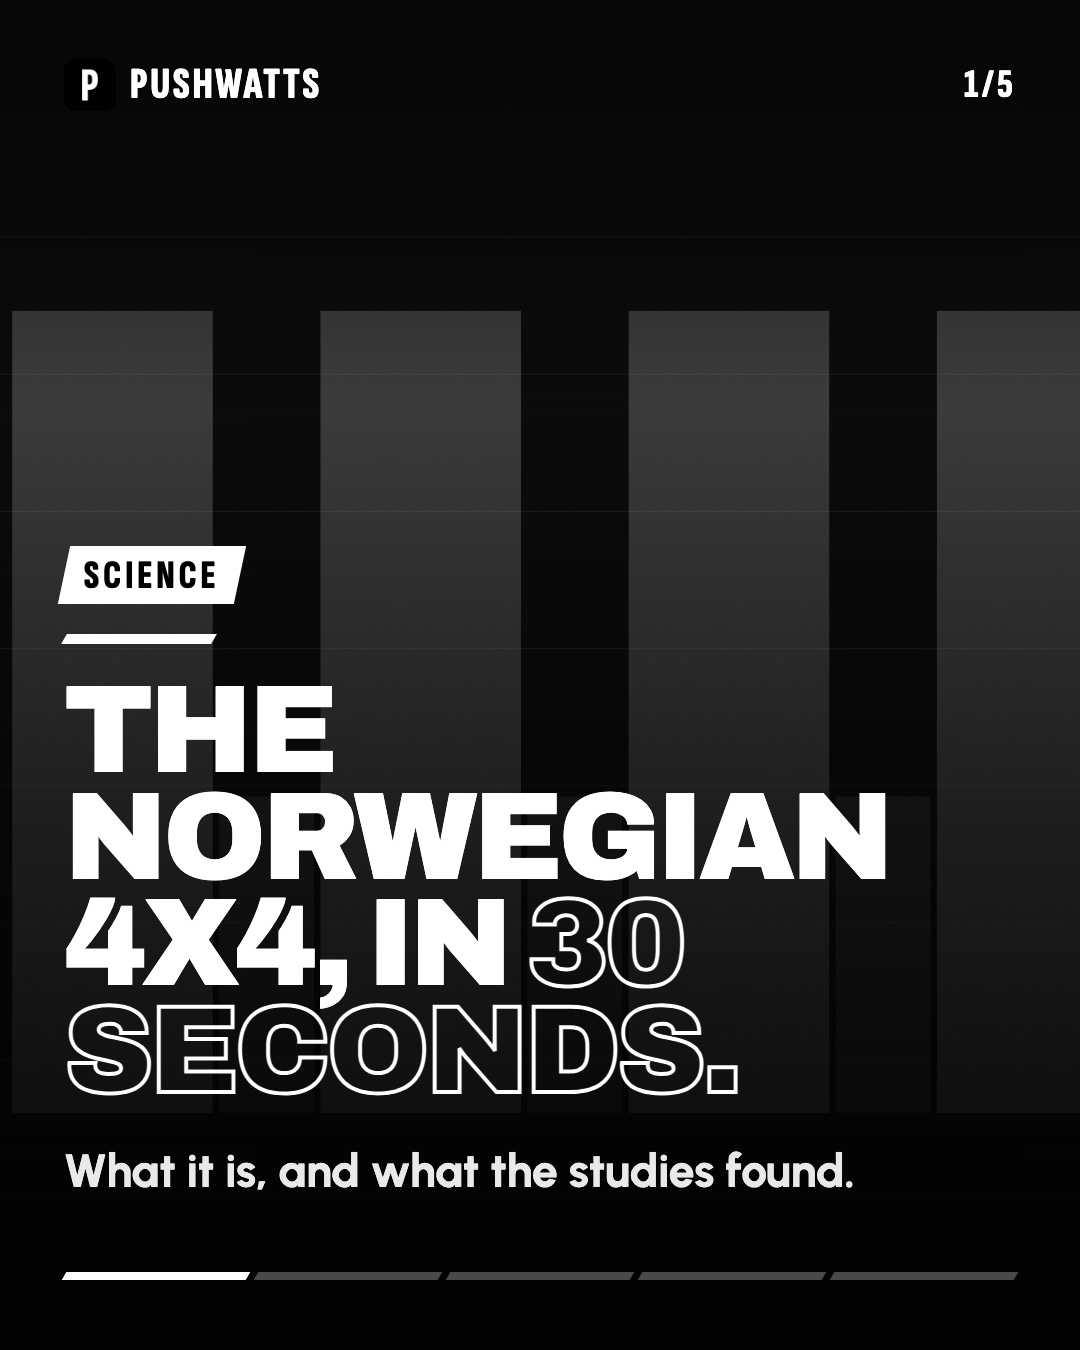 P PUSHWATTS
1/5
SCIENCE
THE
NORWEGIAN
4X4, IN 30
SECONDS.
What it is, and what the studies found.